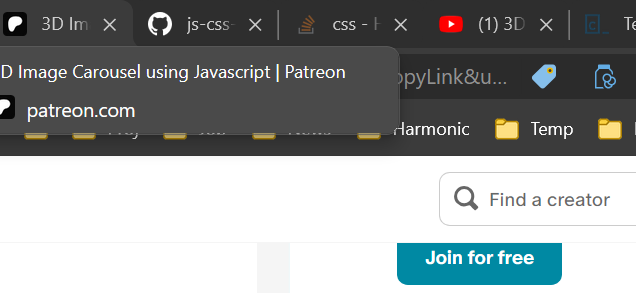 3D Im
js-css-
css - H
(1) 3D
D Image Carousel using Javascript | Patreon
patreon.com
opyLink&u...
Harmonic
Temp
Find a creator
Join for free